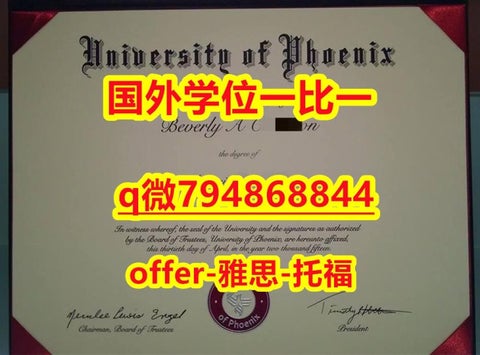 University of Phoenix
国外学位一比一
Beverly A C on
the degree of
q微794868844
In witness whereof, the seal of the University and the signatures as authorized
by the Board of Trustees, University of Phoenix, are hereunto affixed,
this thirtieth day of April, in the year two thousand fifteen.
offer-雅思-托福
of Phoenix
Chairman, Board of Trustees
President